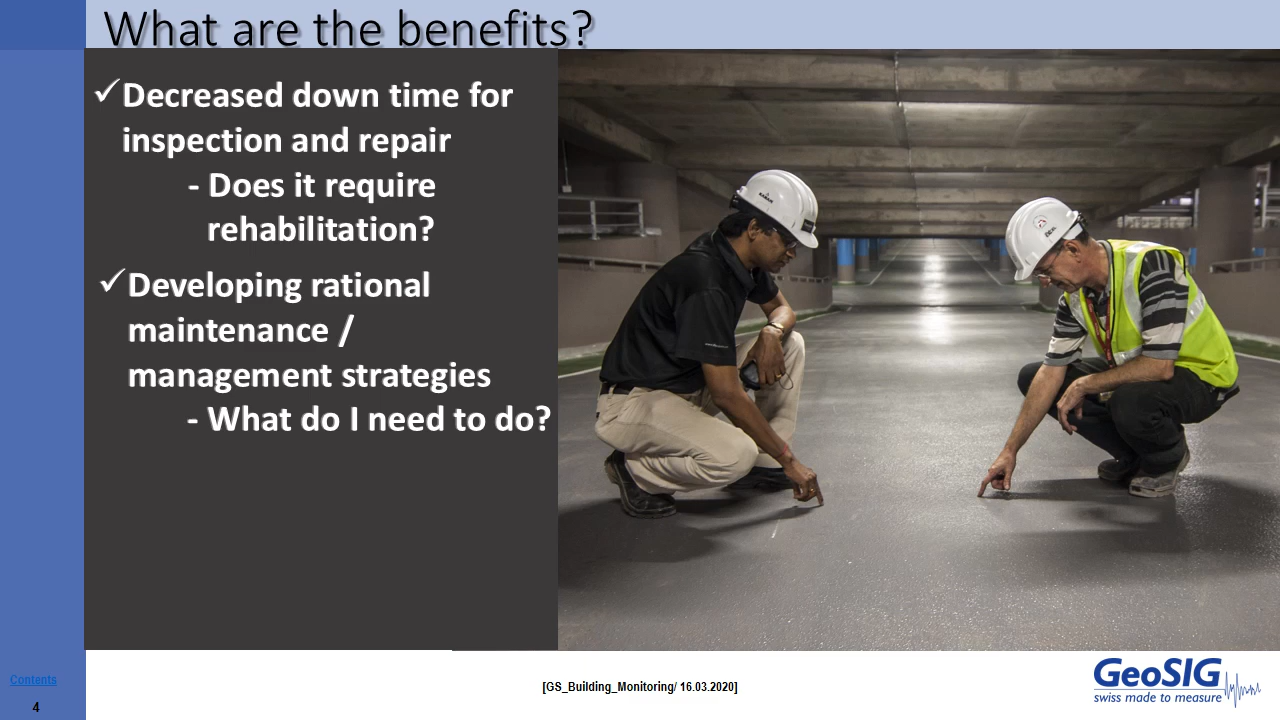 What are the benefits?
✓Decreased down time for
inspection and repair
- Does it require
rehabilitation?
✓Developing rational
maintenance /
management strategies
- What do I need to do?
Contents
4
[GS_Building_Monitoring/ 16.03.2020]
GeoSIG
swiss made to measure